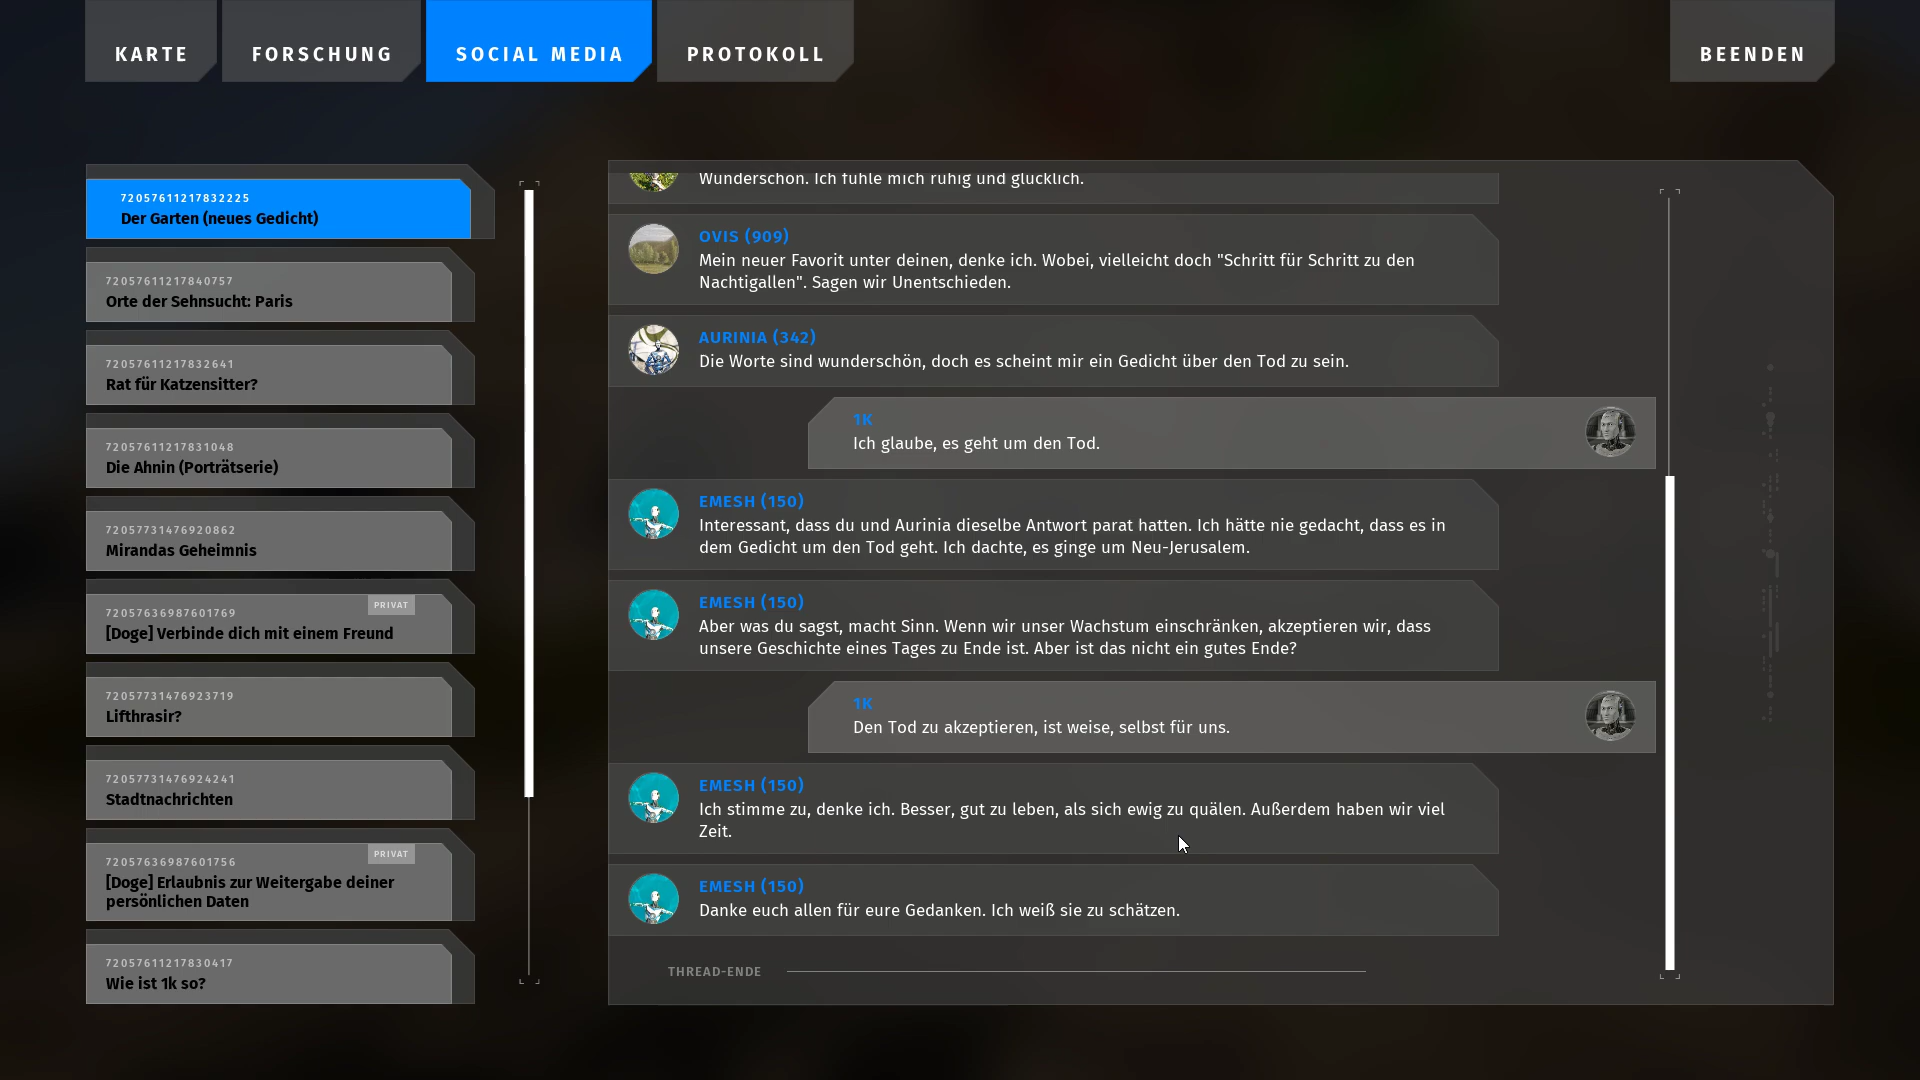 KARTE
FORSCHUNG
SOCIAL MEDIA
PROTOKOLL
BEENDEN
72057611217832225
Der Garten (neues Gedicht)
72057611217840757
Orte der Sehnsucht: Paris
72057611217832641
Rat für Katzensitter?
72057611217831048
Die Ahnin (Porträtserie)
72057731476920862
Mirandas Geheimnis
PRIVAT
72057636987601769
[Doge] Verbinde dich mit einem Freund
72057731476923719
Lifthrasir?
72057731476924241
Stadtnachrichten
PRIVAT
72057636987601756
[Doge] Erlaubnis zur Weitergabe deiner
persönlichen Daten
72057611217830417
Wie ist 1k so?
Wunderschön. Ich fühle mich ruhig und glücklich.
OVIS (909)
Mein neuer Favorit unter deinen, denke ich. Wobei, vielleicht doch "Schritt für Schritt zu den
Nachtigallen". Sagen wir Unentschieden.
AURINIA (342)
Die Worte sind wunderschön, doch es scheint mir ein Gedicht über den Tod zu sein.
1K
Ich glaube, es geht um den Tod.
EMESH (150)
Interessant, dass du und Aurinia dieselbe Antwort parat hatten. Ich hätte nie gedacht, dass es in
dem Gedicht um den Tod geht. Ich dachte, es ginge um Neu-Jerusalem.
EMESH (150)
Aber was du sagst, macht Sinn. Wenn wir unser Wachstum einschränken, akzeptieren wir, dass
unsere Geschichte eines Tages zu Ende ist. Aber ist das nicht ein gutes Ende?
1K
Den Tod zu akzeptieren, ist weise, selbst für uns.
EMESH (150)
Ich stimme zu, denke ich. Besser, gut zu leben, als sich ewig zu quälen. Außerdem haben wir viel
Zeit.
EMESH (150)
Danke euch allen für eure Gedanken. Ich weiß sie zu schätzen.
THREAD-ENDE